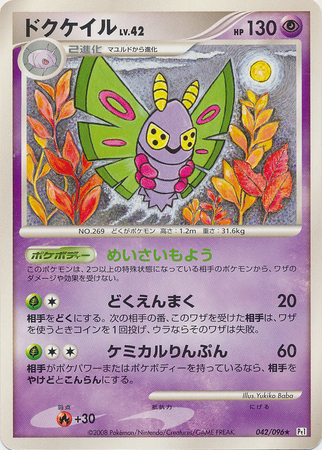 ドクケイル LV.42 HP 130
2進化 マユルドから進化
NO.269 どくがポケモン 高さ：1.2m 重さ：31.6kg
ポケボディー めいさいもよう
このポケモンは、2つ以上の特殊状態になっている相手のポケモンから、ワザの
ダメージや効果を受けない。
どくえんまく 20
相手をどくにする。次の相手の番、このワザを受けた相手は、ワザ
を使うときコインを1回投げ、ウラならそのワザは失敗。
ケミカルりんぷん 60
相手がポケパワーまたはポケボディーを持っているなら、相手を
やけどとこんらんにする。
Illus. Yukiko Baba
弱点 抵抗力 にげる
+30
©2008 Pokémon/Nintendo/Creatures/GAME FREAK. 042/096★ Pt1